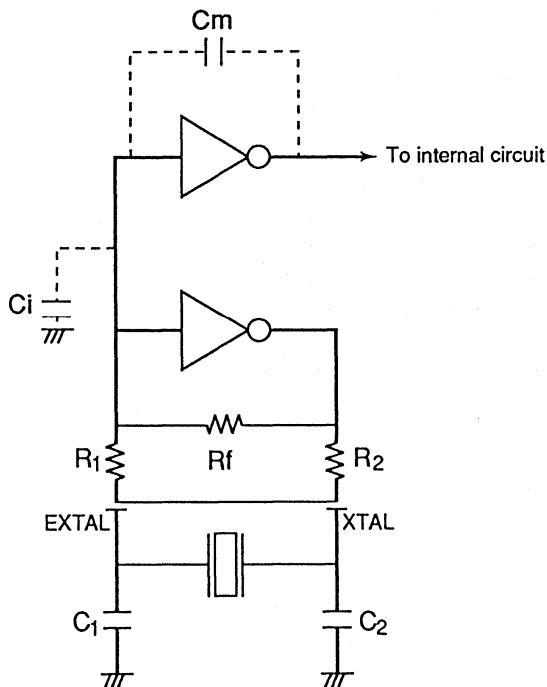 Cm
To internal circuit
Ci
R1
Rf
R2
EXTAL
XTAL
C1
C2